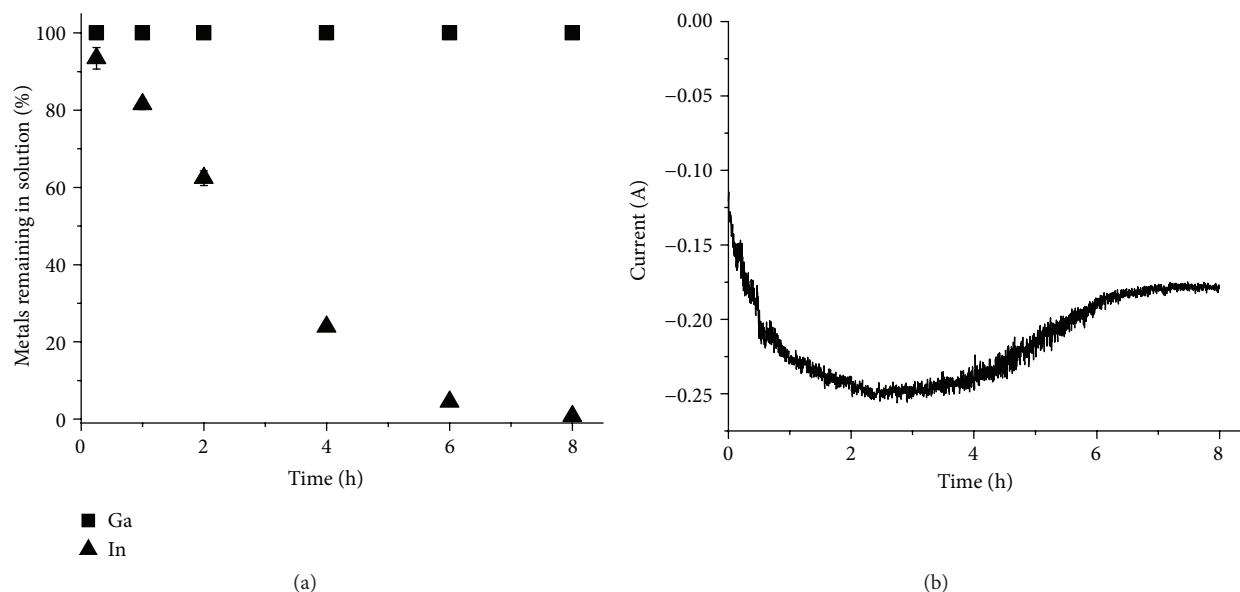 100
80
60
40
20
0
Metals remaining in solution (%)
0 2 4 6 8
Time (h)
Ga
In
(a)
0.00
−0.05
−0.10
−0.15
−0.20
−0.25
Current (A)
0 2 4 6 8
Time (h)
(b)